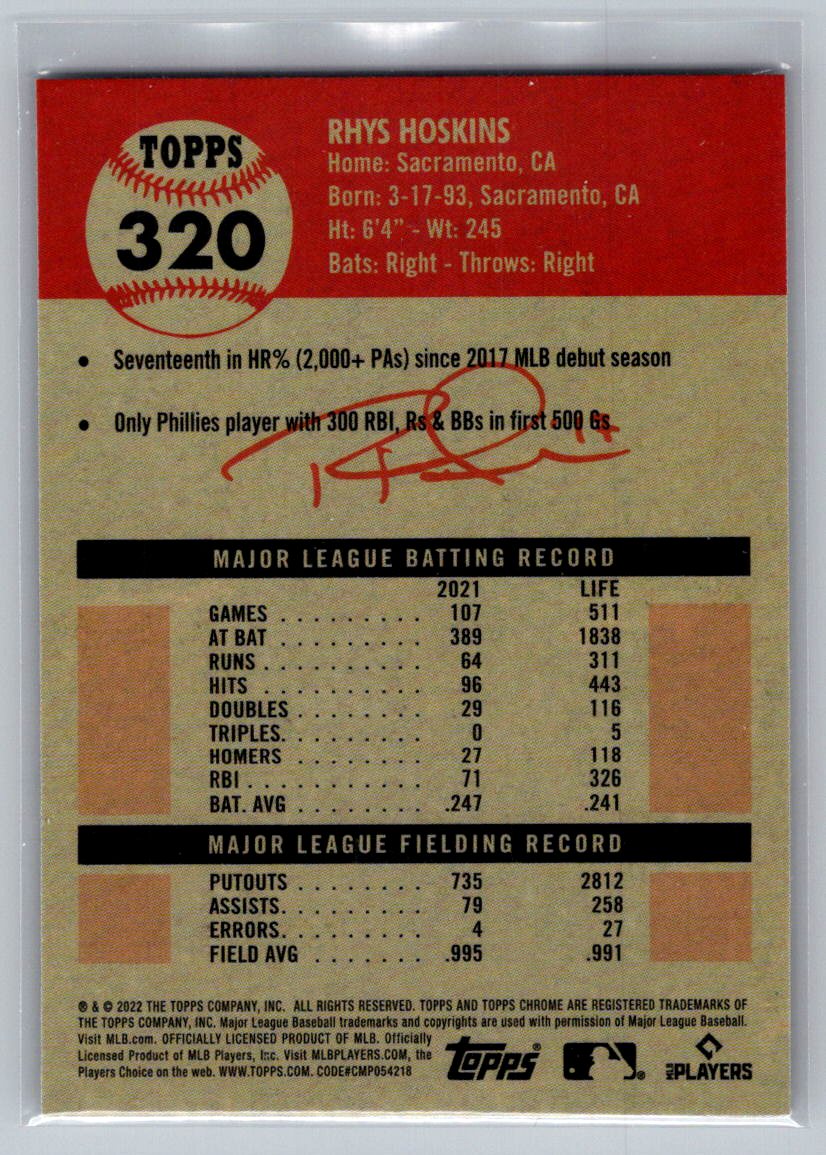 TOPPS
320
RHYS HOSKINS
Home: Sacramento, CA
Born: 3-17-93, Sacramento, CA
Ht: 6'4" - Wt: 245
Bats: Right - Throws: Right
• Seventeenth in HR% (2,000+ PAs) since 2017 MLB debut season
• Only Phillies player with 300 RBI, Rs & BBs in first 500 Gs
17
MAJOR LEAGUE BATTING RECORD
2021 LIFE
GAMES . . . . . . . . . 107 511
AT BAT . . . . . . . . . 389 1838
RUNS . . . . . . . . . . 64 311
HITS . . . . . . . . . . 96 443
DOUBLES . . . . . . . . 29 116
TRIPLES. . . . . . . . . 0 5
HOMERS . . . . . . . . . 27 118
RBI . . . . . . . . . . . 71 326
BAT. AVG . . . . . . . . .247 .241
MAJOR LEAGUE FIELDING RECORD
PUTOUTS . . . . . . . . 735 2812
ASSISTS. . . . . . . . . 79 258
ERRORS. . . . . . . . . 4 27
FIELD AVG . . . . . . . .995 .991
® & © 2022 THE TOPPS COMPANY, INC. ALL RIGHTS RESERVED. TOPPS AND TOPPS CHROME ARE REGISTERED TRADEMARKS OF
THE TOPPS COMPANY, INC. Major League Baseball trademarks and copyrights are used with permission of Major League Baseball.
Visit MLB.com. OFFICIALLY LICENSED PRODUCT OF MLB. Officially
Licensed Product of MLB Players, Inc. Visit MLBPLAYERS.COM, the
Players Choice on the web. WWW.TOPPS.COM. CODE#CMP054218
Topps® ® MLB PLAYERS